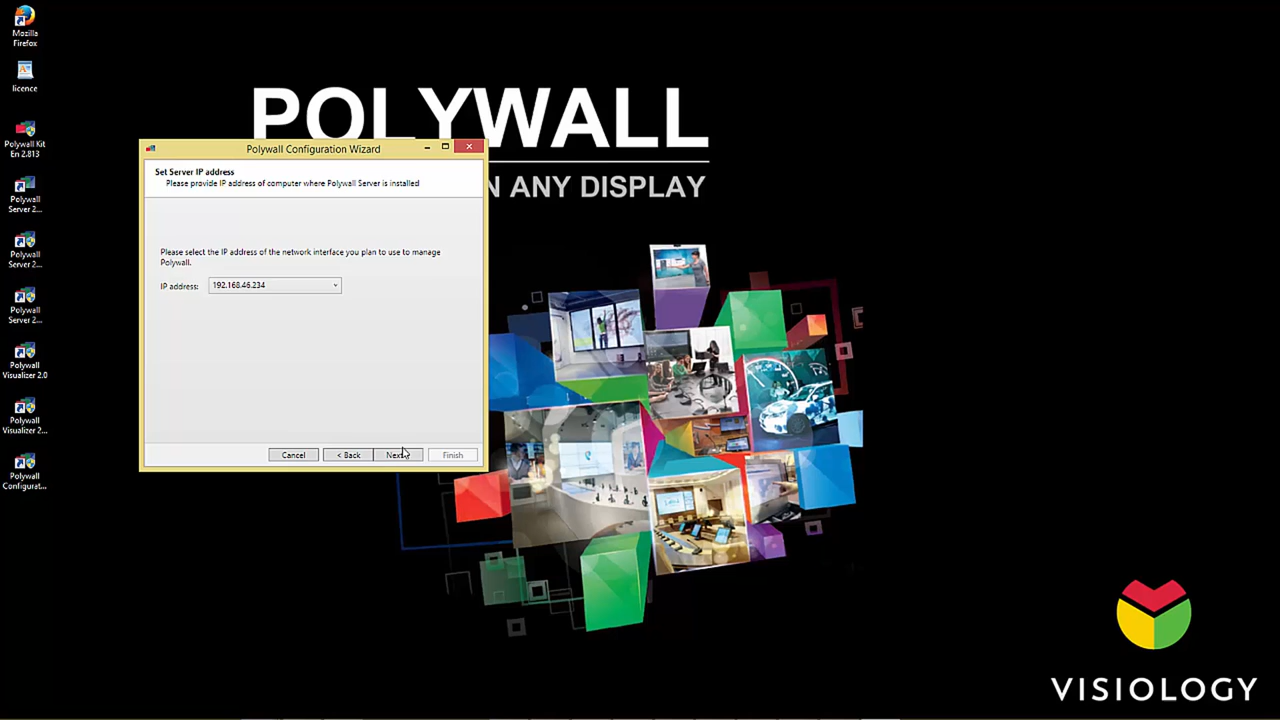 Mozilla
Firefox
licence
Polywall Kit
En 2.813
Polywall
Server 2...
Polywall
Server 2...
Polywall
Server 2...
Polywall
Visualizer 2.0
Polywall
Visualizer 2...
Polywall
Configurat...
POLYWALL
N ANY DISPLAY
Polywall Configuration Wizard
Set Server IP address
Please provide IP address of computer where Polywall Server is installed
Please select the IP address of the network interface you plan to use to manage
Polywall.
IP address: 192.168.46.234
Cancel < Back Next Finish
VISIOLOGY